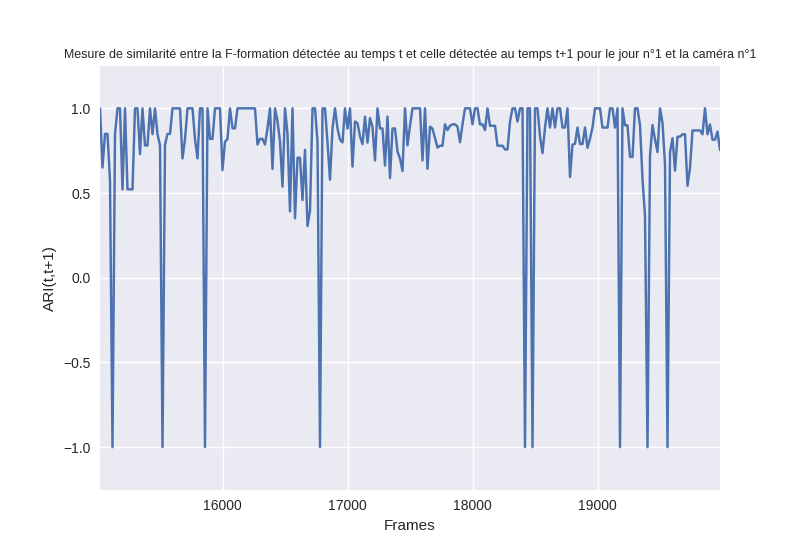 Mesure de similarité entre la F-formation détectée au temps t et celle détectée au temps t+1 pour le jour n°1 et la caméra n°1
1.0
0.5
0.0
−0.5
−1.0
ARI(t,t+1)
16000 17000 18000 19000
Frames